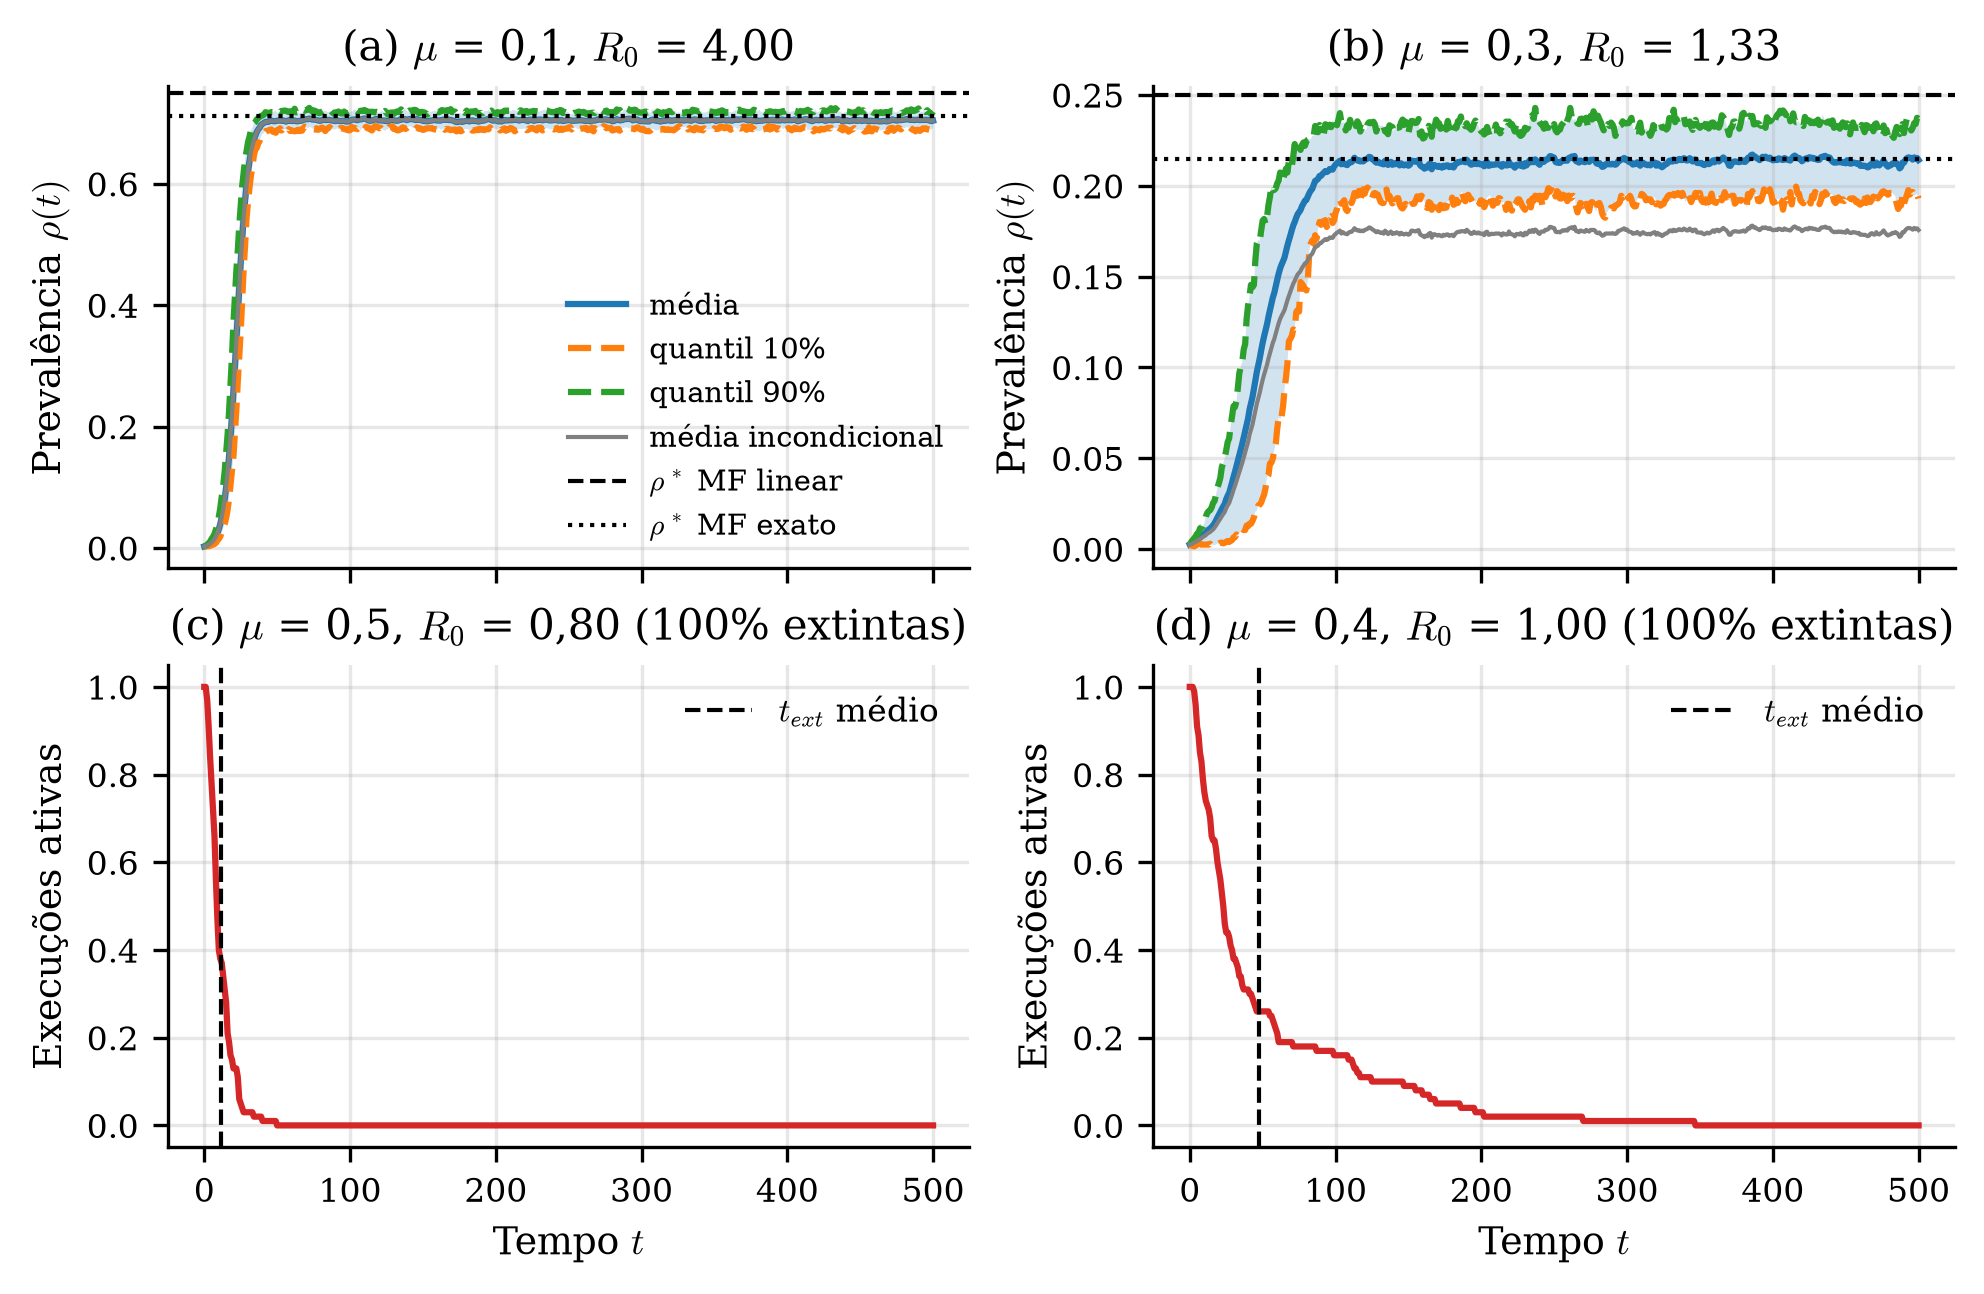 (a) μ = 0,1, R₀ = 4,00
Prevalência ρ(t)
0.6
0.4
0.2
0.0
média
quantil 10%
quantil 90%
média incondicional
ρ* MF linear
ρ* MF exato
(b) μ = 0,3, R₀ = 1,33
Prevalência ρ(t)
0.25
0.20
0.15
0.10
0.05
0.00
(c) μ = 0,5, R₀ = 0,80 (100% extintas)
Execuções ativas
1.0
0.8
0.6
0.4
0.2
0.0
t_ext médio
0 100 200 300 400 500
Tempo t
(d) μ = 0,4, R₀ = 1,00 (100% extintas)
Execuções ativas
1.0
0.8
0.6
0.4
0.2
0.0
t_ext médio
0 100 200 300 400 500
Tempo t